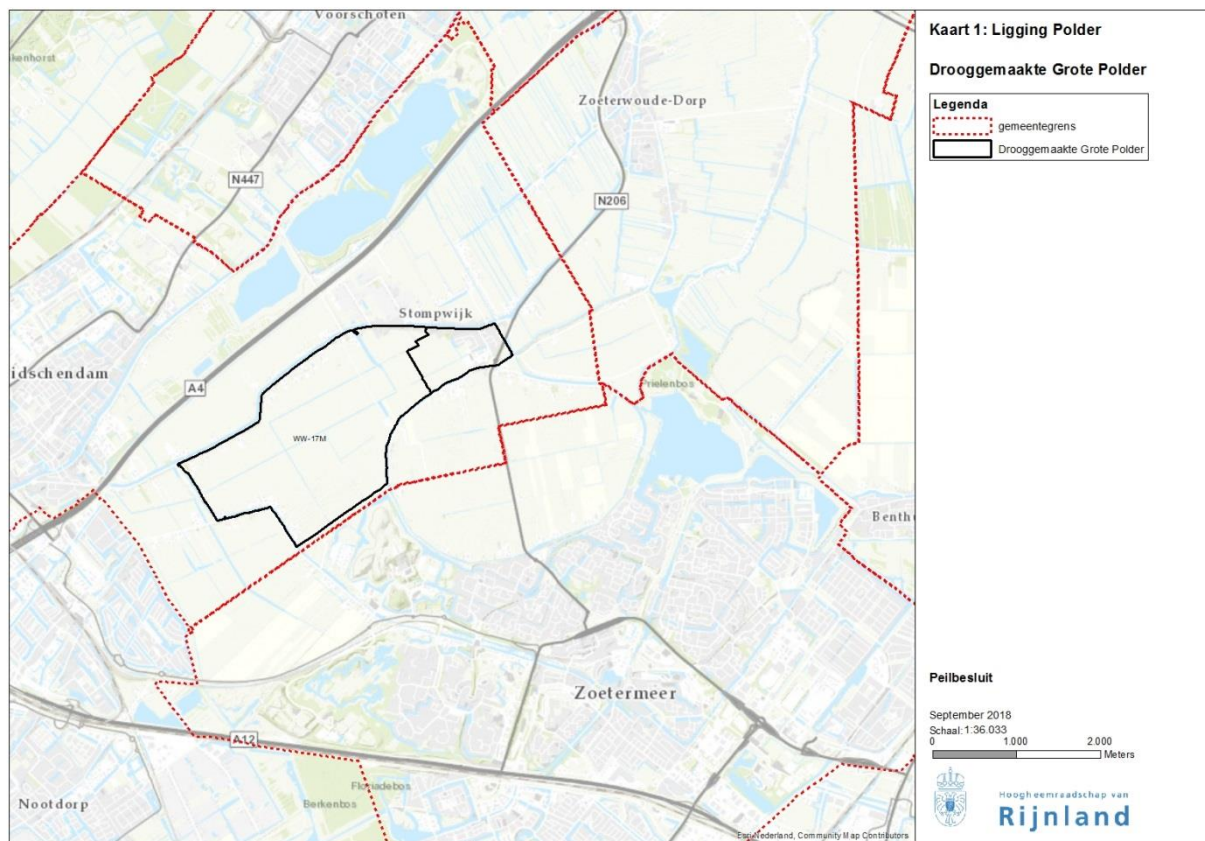 Voorschoten
Zoeterwoude-Dorp
N447
N206
Stompwijk
idschendam
A4
Prielenbos
WW-17M
Benthu
Zoetermeer
A12
Nootdorp
Florisdebos
Berkenbos
Esri Nederland, Community Map Contributors
Kaart 1: Ligging Polder
Drooggemaakte Grote Polder
Legenda
gemeentegrens
Drooggemaakte Grote Polder
Peilbesluit
September 2018
Schaal: 1:36.033
0 1.000 2.000
Meters
Hoogheemraadschap van
Rijnland